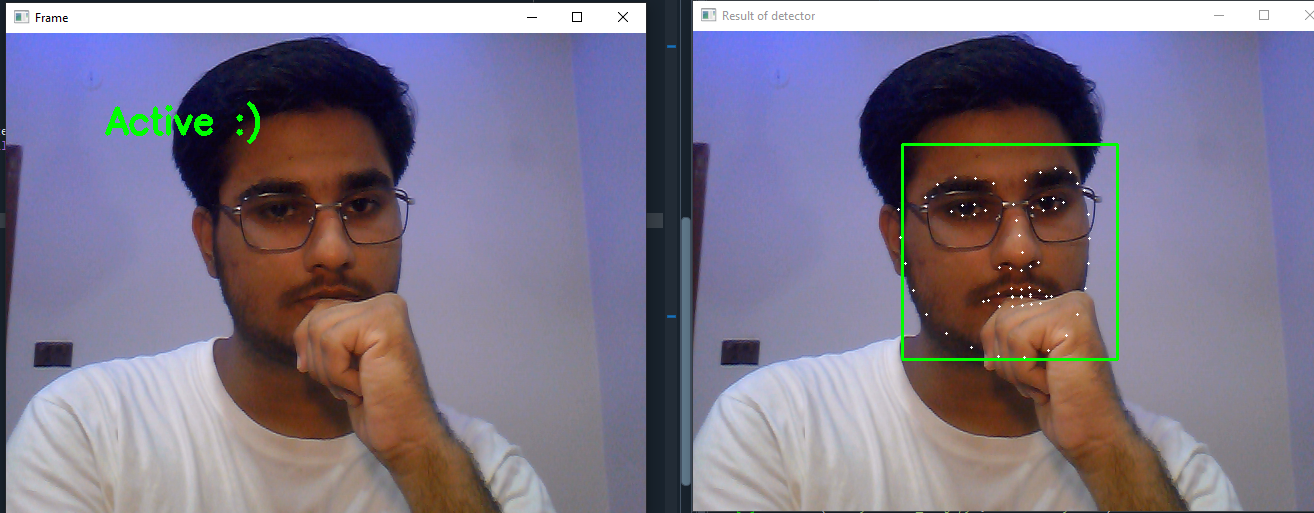 Frame
Result of detector
Active :)